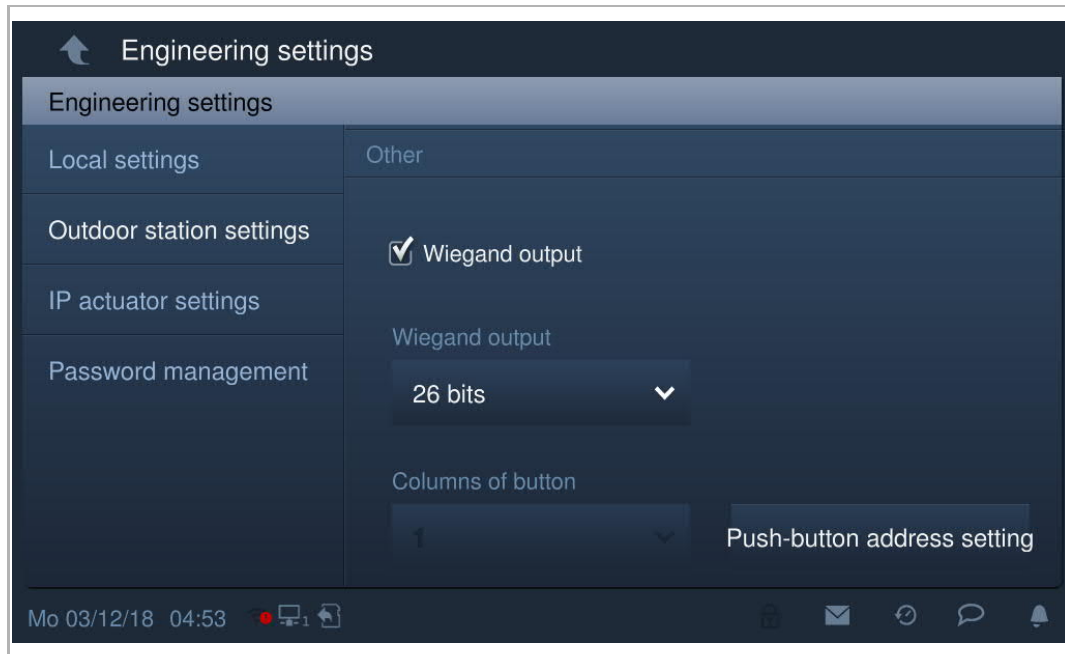 Engineering settings
Engineering settings
Local settings
Other
Outdoor station settings
Wiegand output
IP actuator settings
Wiegand output
Password management
26 bits
Columns of button
1
Push-button address setting
Mo 03/12/18 04:53
1